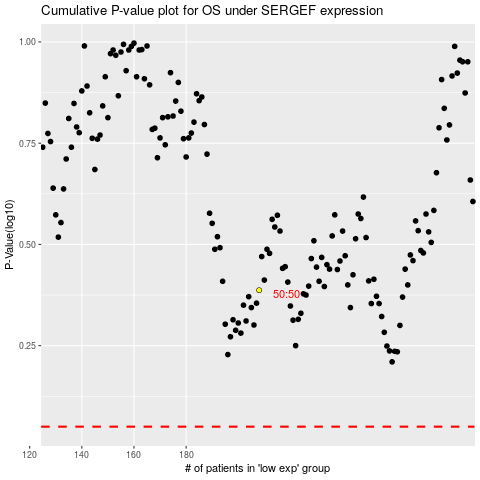 Cumulative P-value plot for OS under SERGEF expression
1.00
0.75
0.50
0.25
P-Value(log10)
50:50
120 140 160 180
# of patients in 'low exp' group